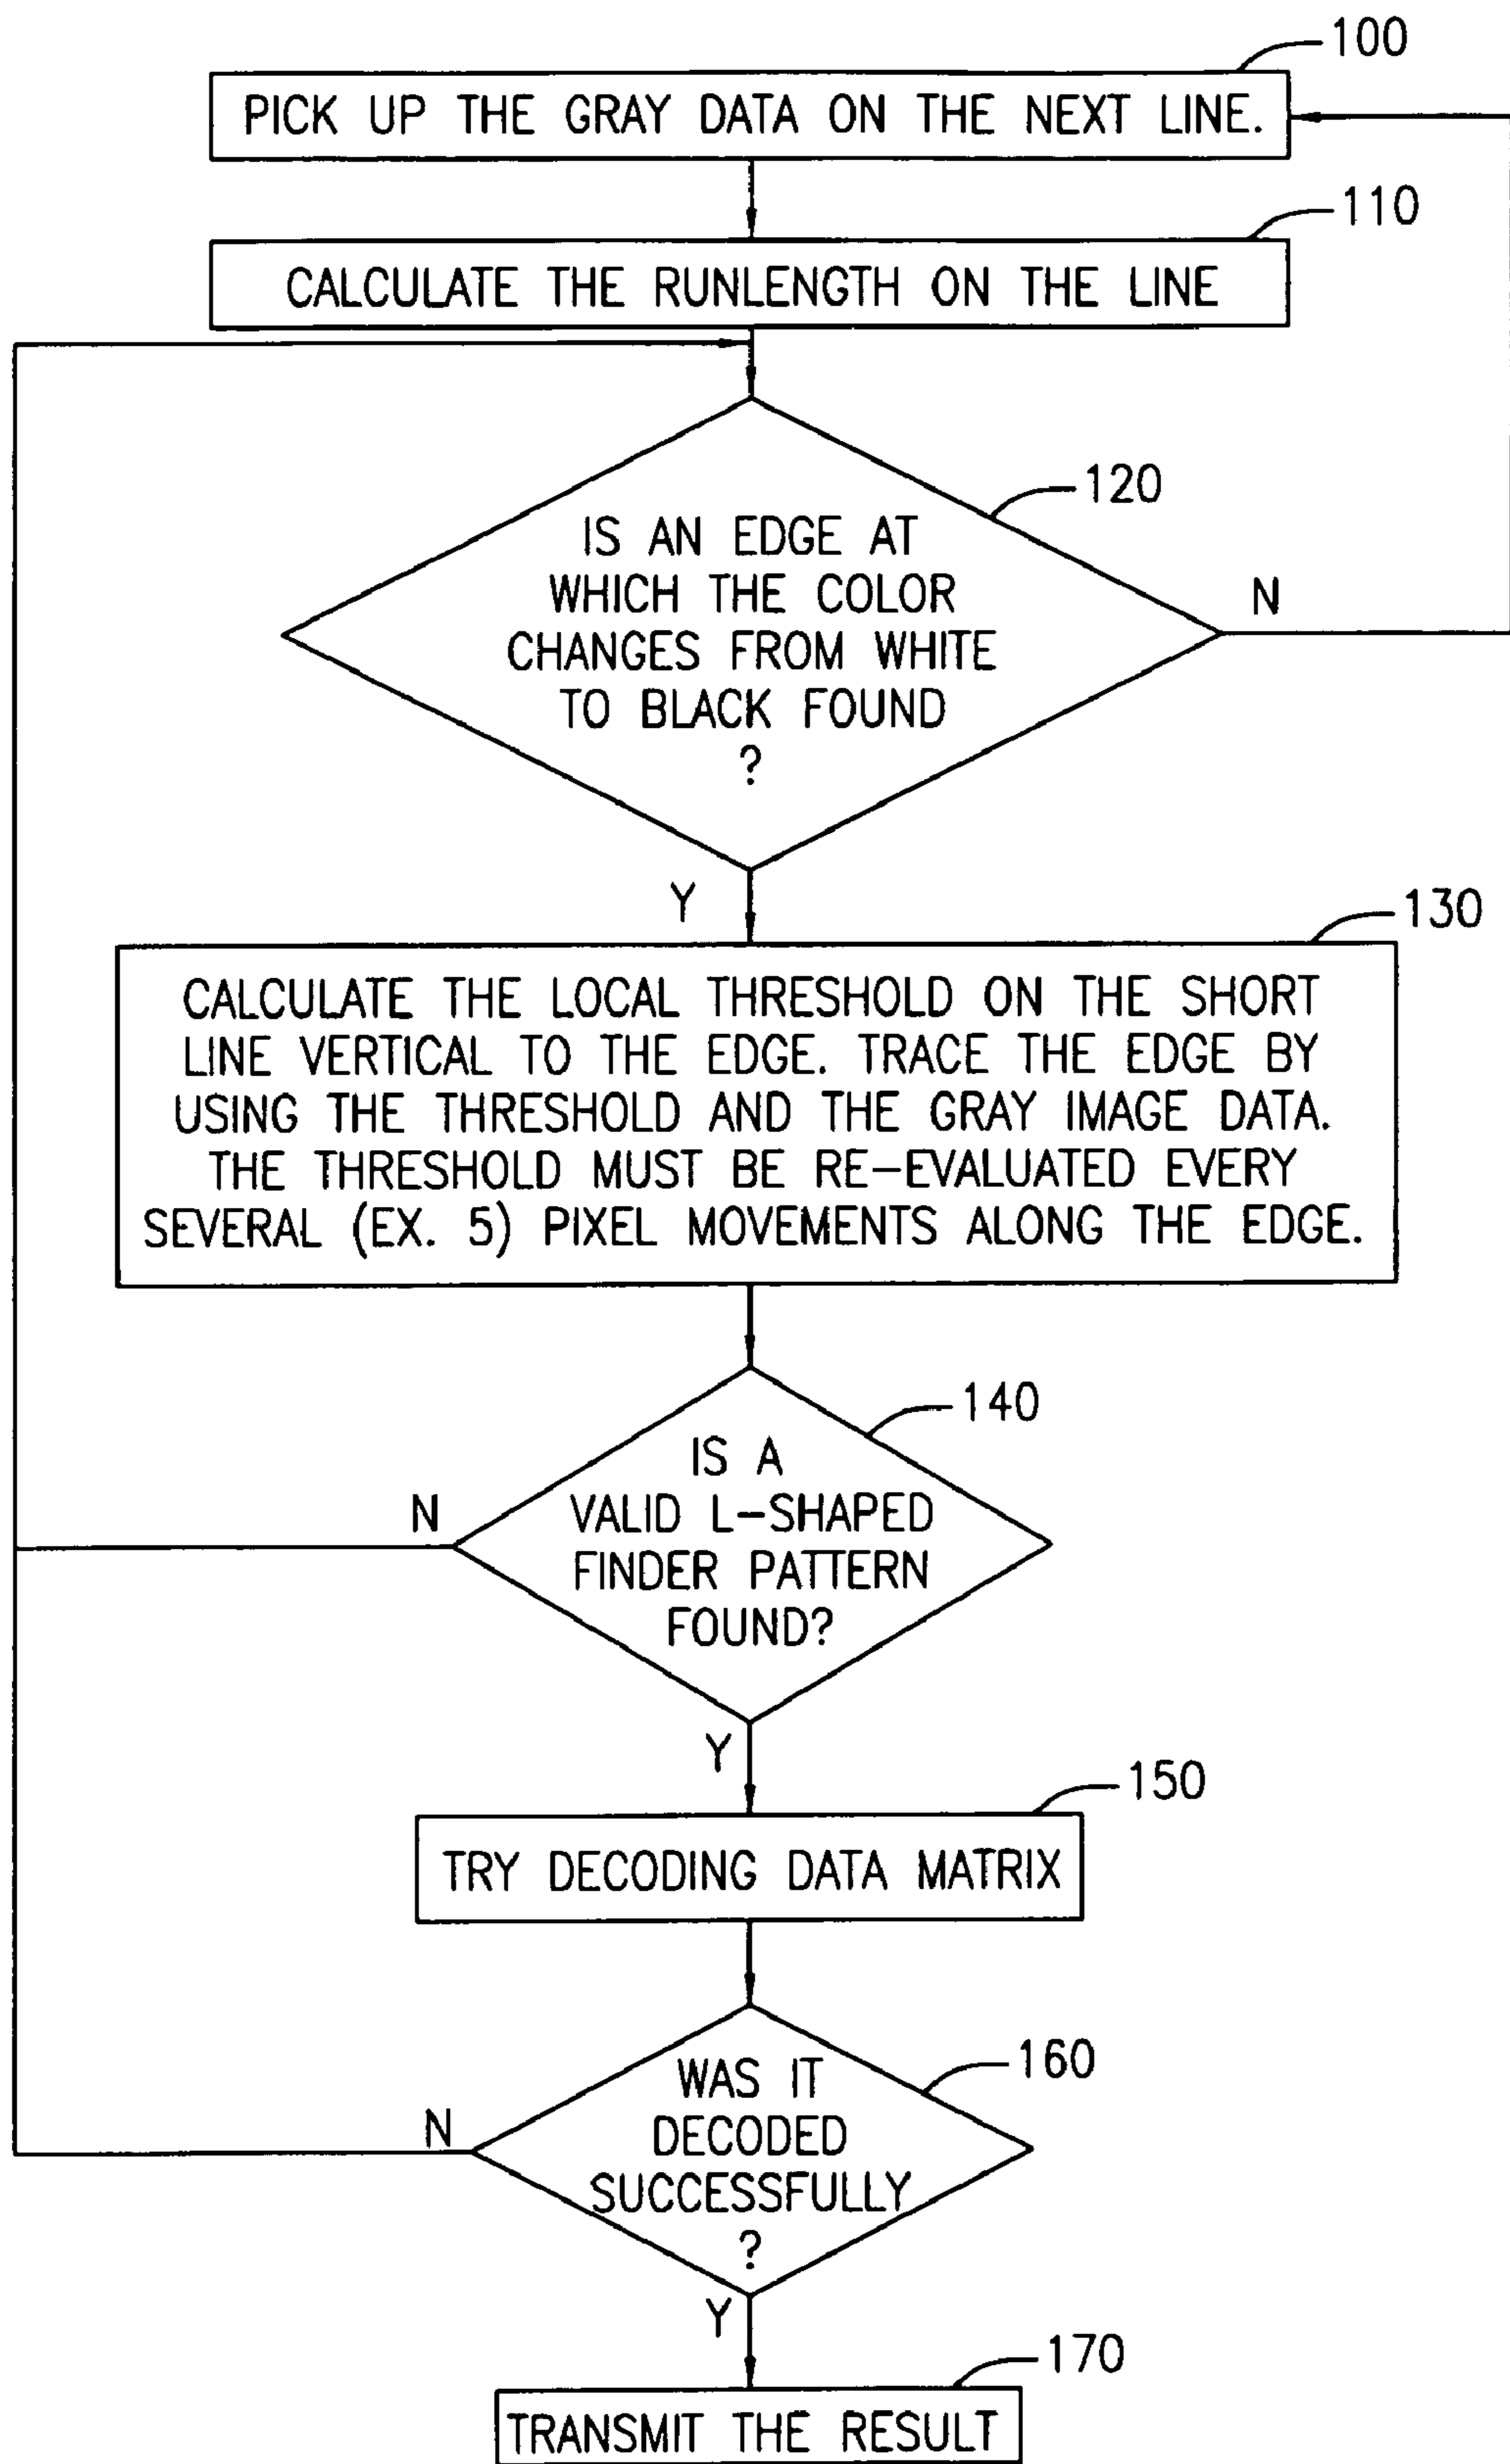 100
PICK UP THE GRAY DATA ON THE NEXT LINE.
110
CALCULATE THE RUNLENGTH ON THE LINE
120
IS AN EDGE AT
WHICH THE COLOR
CHANGES FROM WHITE
TO BLACK FOUND
?
N
Y
130
CALCULATE THE LOCAL THRESHOLD ON THE SHORT
LINE VERTICAL TO THE EDGE. TRACE THE EDGE BY
USING THE THRESHOLD AND THE GRAY IMAGE DATA.
THE THRESHOLD MUST BE RE-EVALUATED EVERY
SEVERAL (EX. 5) PIXEL MOVEMENTS ALONG THE EDGE.
140
IS A
VALID L-SHAPED
FINDER PATTERN
FOUND?
N
Y
150
TRY DECODING DATA MATRIX
160
WAS IT
DECODED
SUCCESSFULLY
?
N
Y
170
TRANSMIT THE RESULT